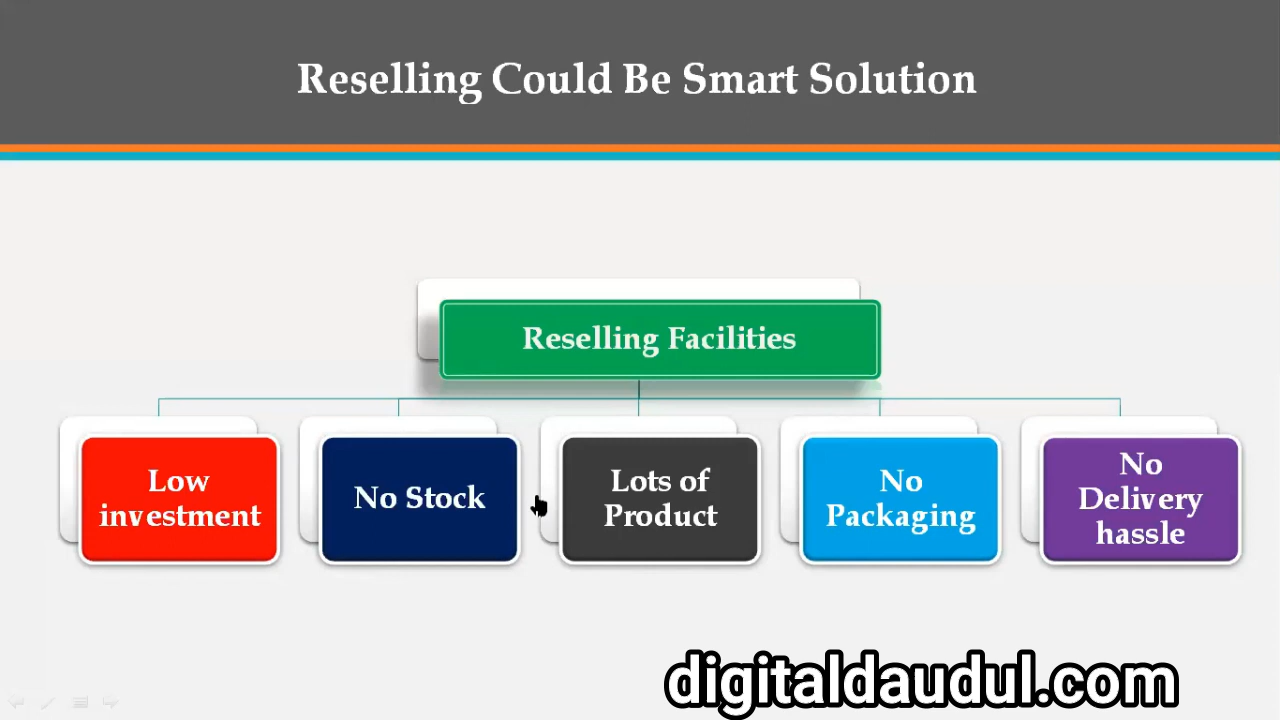 Reselling Could Be Smart Solution
Reselling Facilities
Low
investment
No Stock
Lots of
Product
No
Packaging
No
Delivery
hassle
digitaldaudul.com